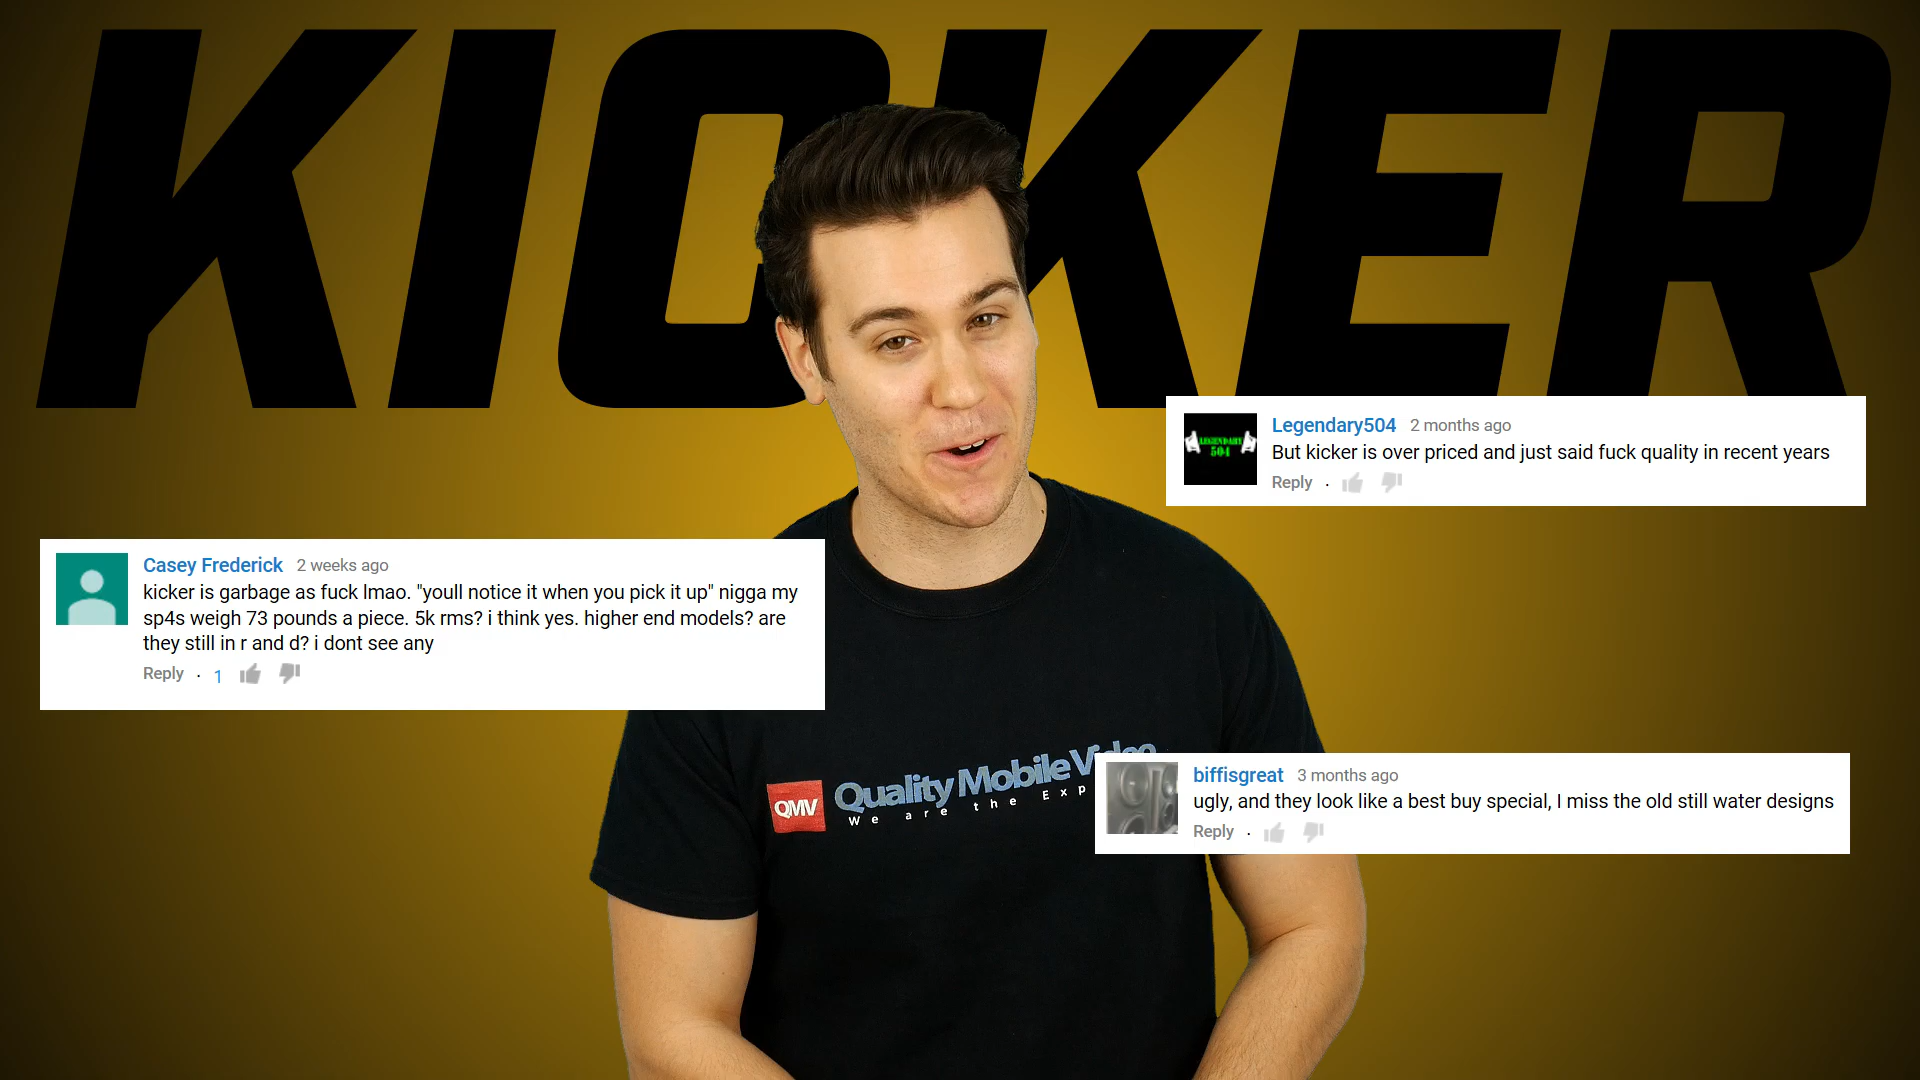 KICKER
Legendary504 2 months ago
But kicker is over priced and just said fuck quality in recent years
Reply
LEGENDARY
504
Casey Frederick 2 weeks ago
kicker is garbage as fuck lmao. "youll notice it when you pick it up" nigga my
sp4s weigh 73 pounds a piece. 5k rms? i think yes. higher end models? are
they still in r and d? i dont see any
Reply · 1
QMV Quality Mobile Video
We are the Exp
biffisgreat 3 months ago
ugly, and they look like a best buy special, I miss the old still water designs
Reply